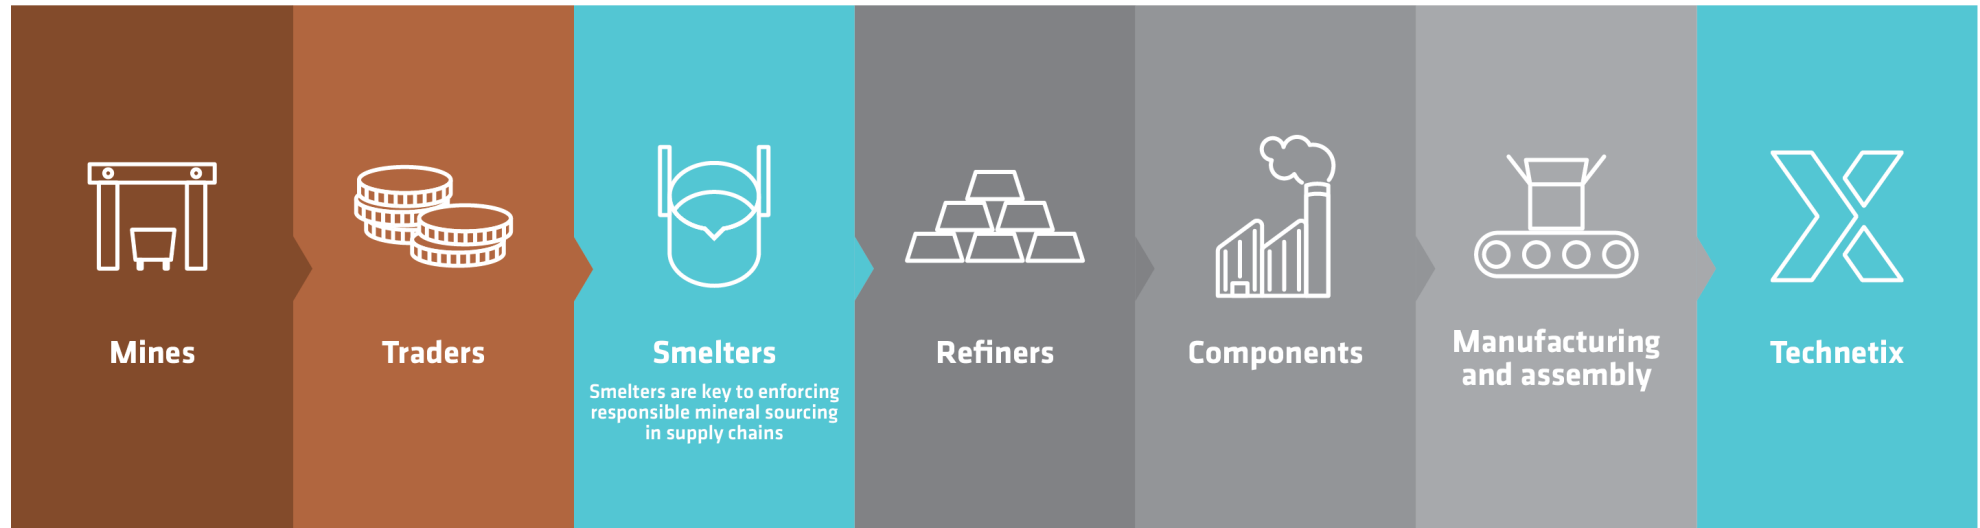 Mines
Traders
Smelters
Smelters are key to enforcing
responsible mineral sourcing
in supply chains
Refiners
Components
Manufacturing
and assembly
Technetix